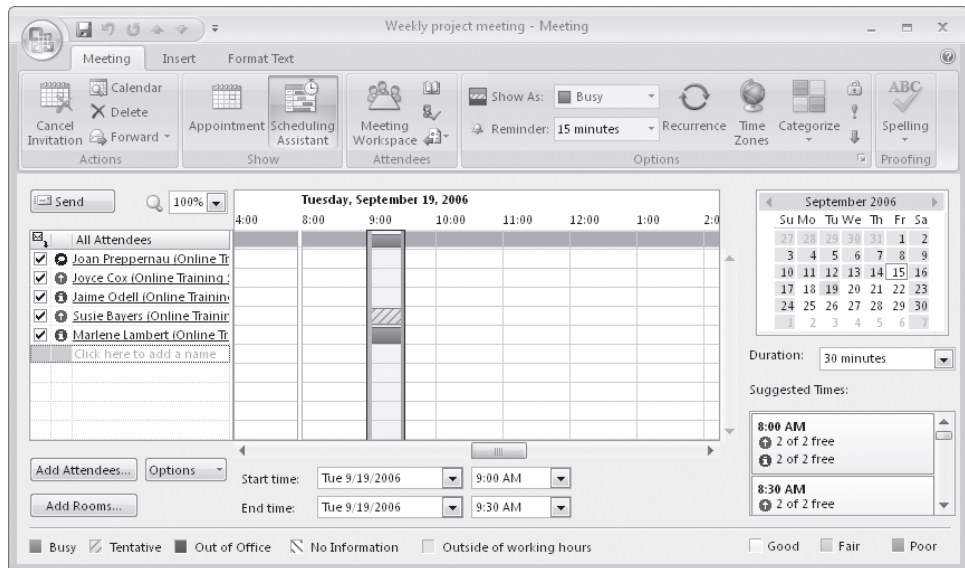 Weekly project meeting - Meeting
Meeting Insert Format Text
Cancel Invitation
Calendar
Delete
Forward
Actions
Appointment
Scheduling Assistant
Show
Meeting Workspace
Attendees
Show As: Busy
Reminder: 15 minutes
Recurrence
Time Zones
Categorize
Options
ABC
Spelling
Proofing
Send
100%
Tuesday, September 19, 2006
4:00 8:00 9:00 10:00 11:00 12:00 1:00 2:0
All Attendees
Joan Preppernau (Online Tr
Joyce Cox (Online Training
Jaime Odell (Online Trainin
Susie Bayers (Online Trainin
Marlene Lambert (Online Tr
Click here to add a name
Add Attendees... Options
Add Rooms...
Start time: Tue 9/19/2006 9:00 AM
End time: Tue 9/19/2006 9:30 AM
September 2006
Su Mo Tu We Th Fr Sa
27 28 29 30 31 1 2
3 4 5 6 7 8 9
10 11 12 13 14 15 16
17 18 19 20 21 22 23
24 25 26 27 28 29 30
1 2 3 4 5 6 7
Duration: 30 minutes
Suggested Times:
8:00 AM
2 of 2 free
2 of 2 free
8:30 AM
2 of 2 free
Busy Tentative Out of Office No Information Outside of working hours
Good Fair Poor